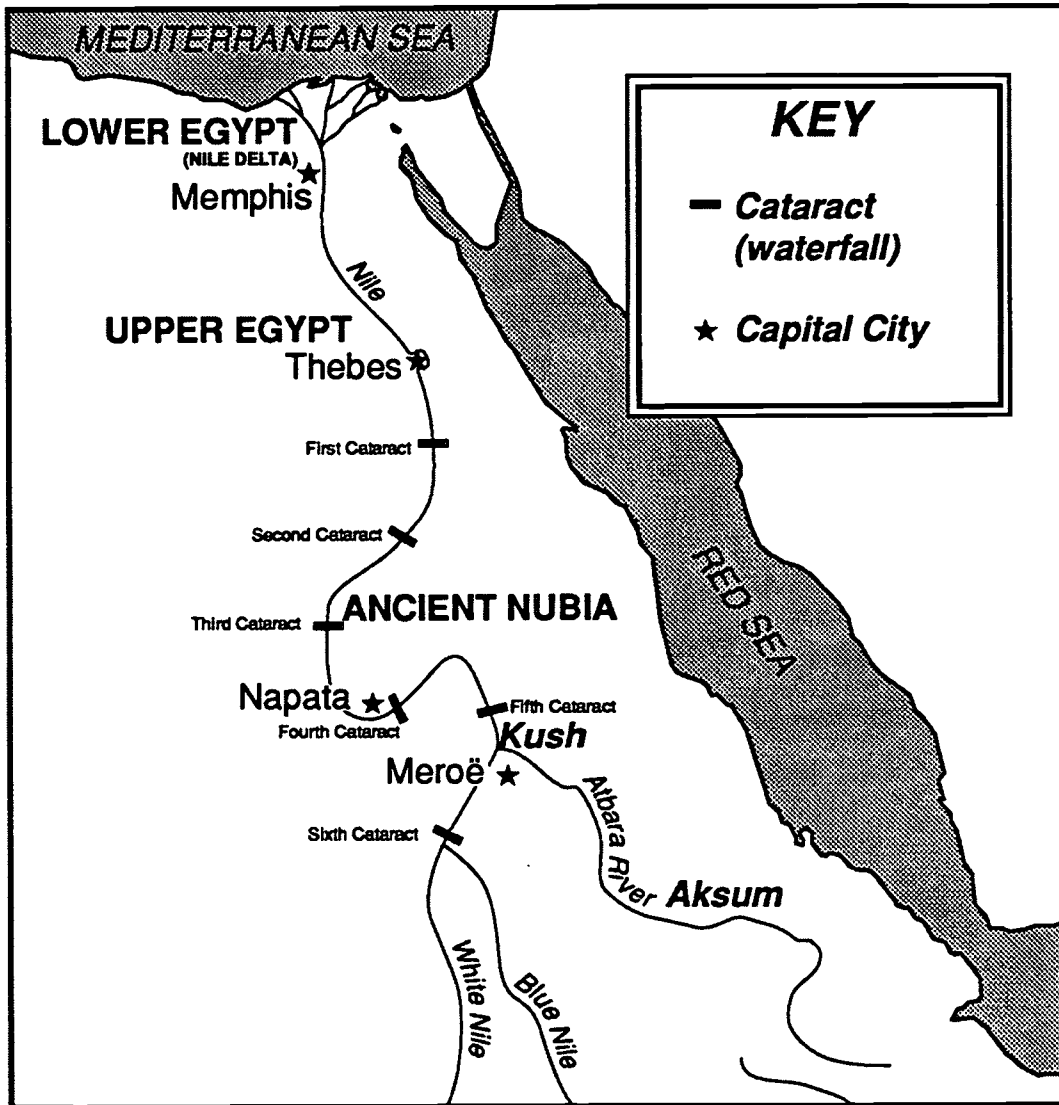 MEDITERRANEAN SEA
LOWER EGYPT
(NILE DELTA)
Memphis
Nile
UPPER EGYPT
Thebes
First Cataract
Second Cataract
Third Cataract
ANCIENT NUBIA
Napata
Fourth Cataract
Fifth Cataract
Kush
Meroë
Sixth Cataract
Atbara River
Aksum
White Nile
Blue Nile
RED SEA
KEY
Cataract
(waterfall)
Capital City